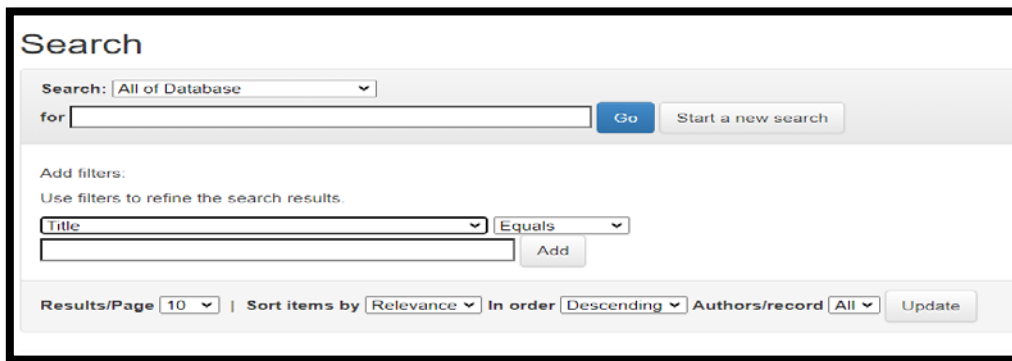 Search
Search: All of Database
for Go Start a new search
Add filters:
Use filters to refine the search results.
Title Equals
Add
Results/Page 10 | Sort items by Relevance In order Descending Authors/record All Update